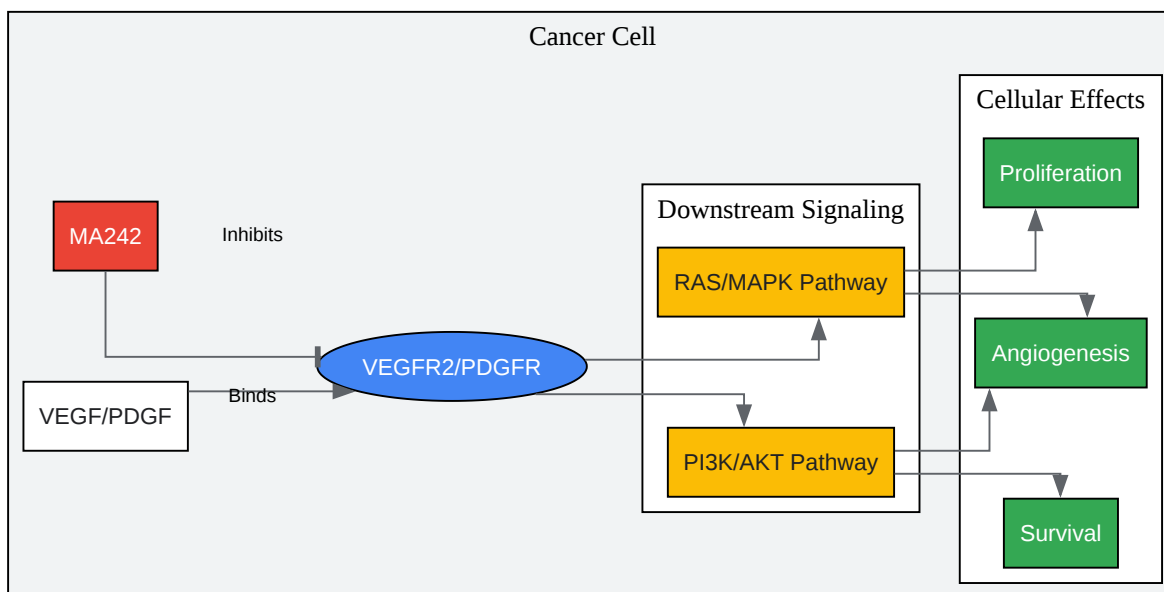 Cancer Cell
Cellular Effects
Proliferation
Downstream Signaling
MA242
Inhibits
RAS/MAPK Pathway
Angiogenesis
VEGFR2/PDGFR
Binds
VEGF/PDGF
PI3K/AKT Pathway
Survival